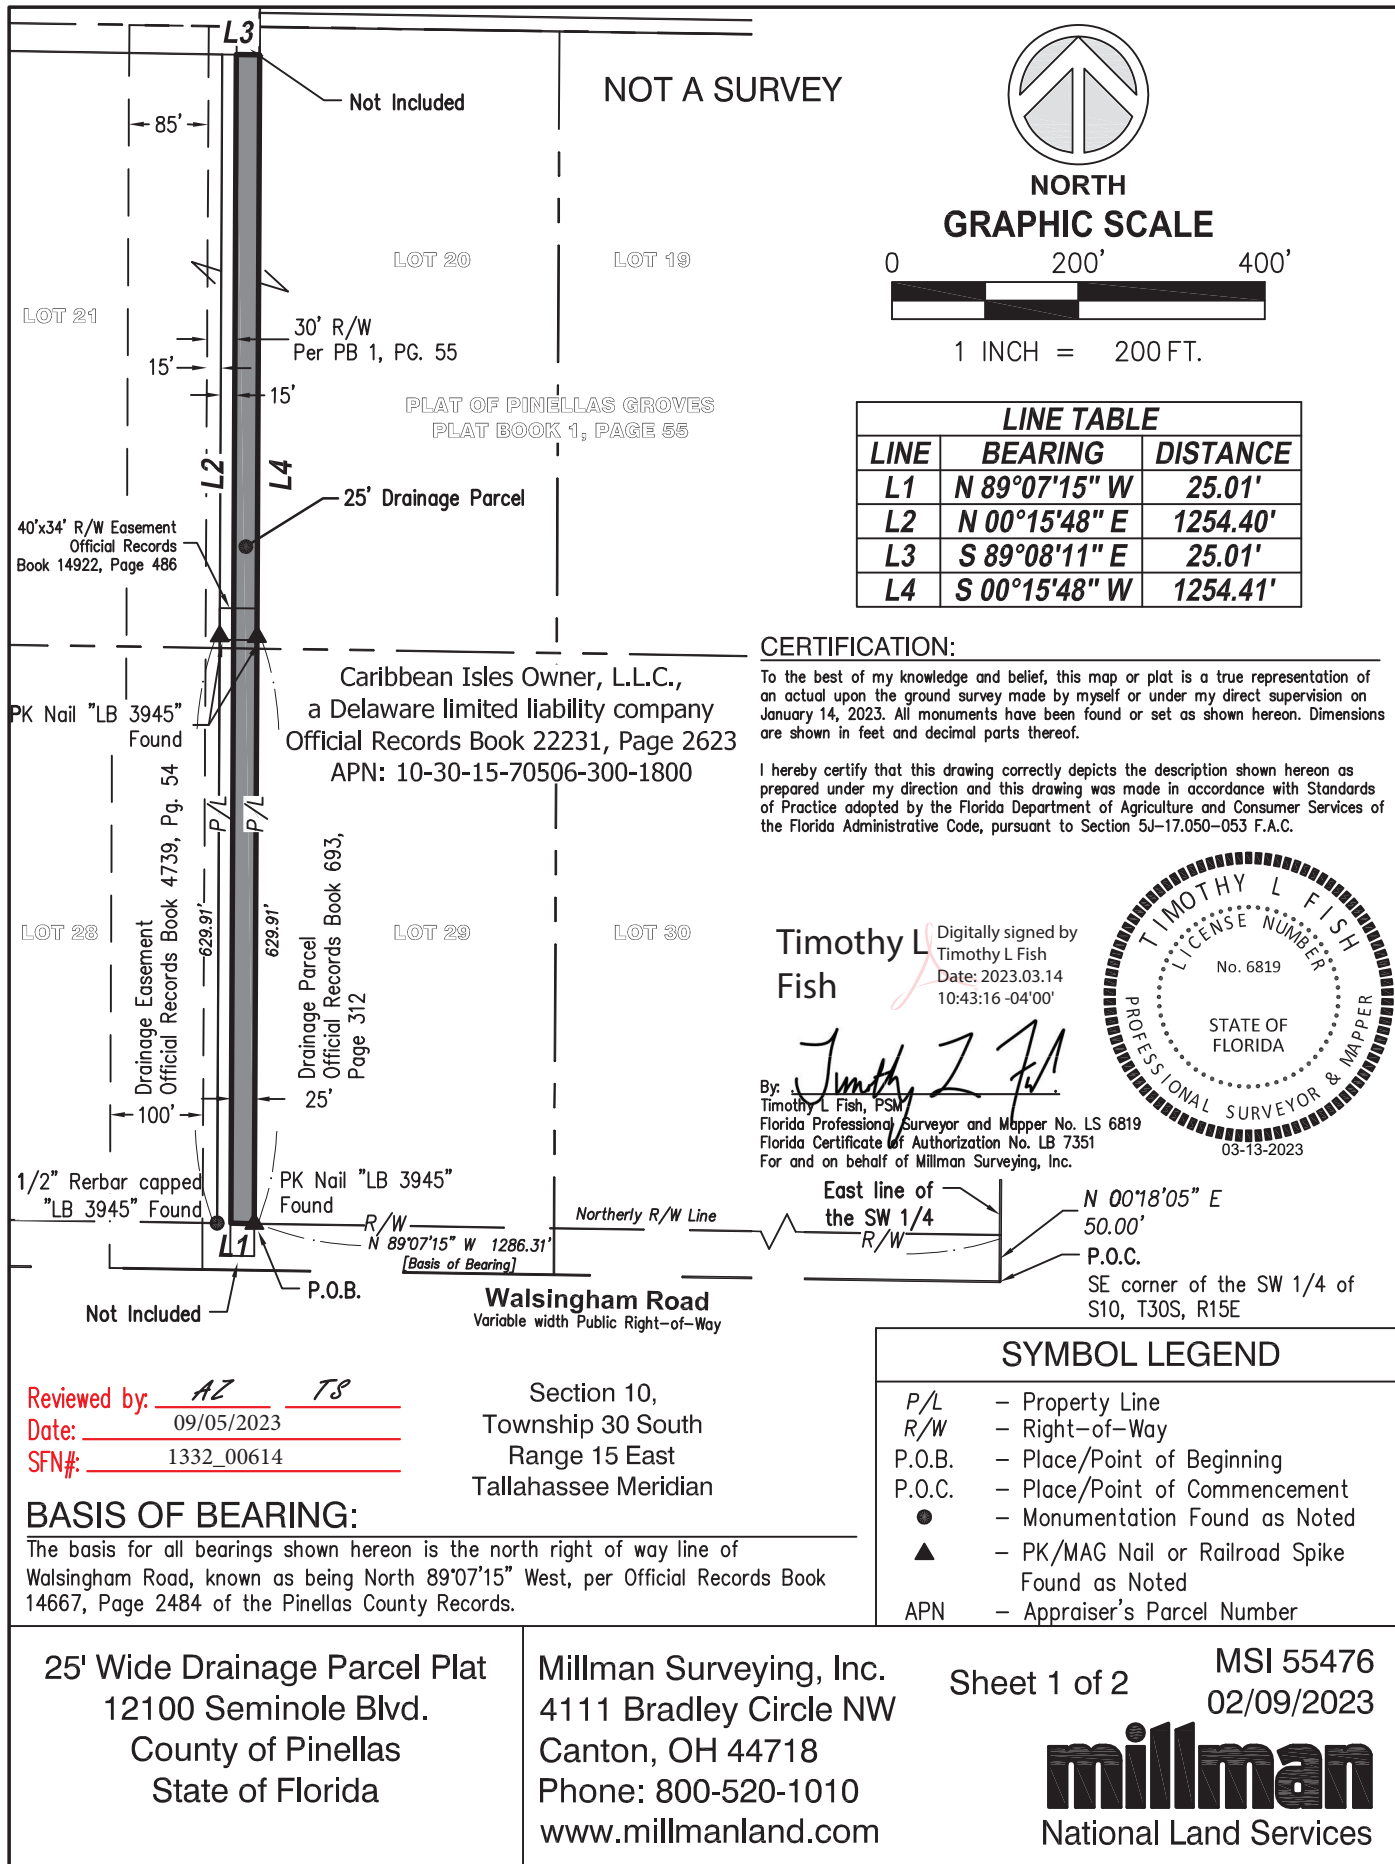 L3
NOT A SURVEY
Not Included
85'
NORTH
GRAPHIC SCALE
0 200' 400'
1 INCH = 200 FT.
LOT 20
LOT 19
LOT 21
30' R/W
Per PB 1, PG. 55
15'
15'
PLAT OF PINELLAS GROVES
PLAT BOOK 1, PAGE 55
L2
L4
25' Drainage Parcel
40'x34' R/W Easement
Official Records
Book 14922, Page 486
LINE TABLE
LINE BEARING DISTANCE
L1 N 89°07'15" W 25.01'
L2 N 00°15'48" E 1254.40'
L3 S 89°08'11" E 25.01'
L4 S 00°15'48" W 1254.41'
CERTIFICATION:
To the best of my knowledge and belief, this map or plat is a true representation of
an actual upon the ground survey made by myself or under my direct supervision on
January 14, 2023. All monuments have been found or set as shown hereon. Dimensions
are shown in feet and decimal parts thereof.
I hereby certify that this drawing correctly depicts the description shown hereon as
prepared under my direction and this drawing was made in accordance with Standards
of Practice adopted by the Florida Department of Agriculture and Consumer Services of
the Florida Administrative Code, pursuant to Section 5J-17.050-053 F.A.C.
Caribbean Isles Owner, L.L.C.,
a Delaware limited liability company
Official Records Book 22231, Page 2623
APN: 10-30-15-70506-300-1800
PK Nail "LB 3945"
Found
P/L
P/L
Drainage Easement
Official Records Book 4739, Pg. 54
629.91'
629.91'
Drainage Parcel
Official Records Book 693,
Page 312
LOT 28
LOT 29
LOT 30
100'
25'
Timothy L
Fish
Digitally signed by
Timothy L Fish
Date: 2023.03.14
10:43:16 -04'00'
TIMOTHY L FISH
LICENSE NUMBER
No. 6819
STATE OF
FLORIDA
PROFESSIONAL SURVEYOR & MAPPER
03-13-2023
By: Timothy L Fish
Timothy L Fish, PSM
Florida Professional Surveyor and Mapper No. LS 6819
Florida Certificate of Authorization No. LB 7351
For and on behalf of Millman Surveying, Inc.
1/2" Rerbar capped
"LB 3945" Found
PK Nail "LB 3945"
Found
L1
R/W
N 89°07'15" W 1286.31'
[Basis of Bearing]
Northerly R/W Line
East line of
the SW 1/4
R/W
N 00°18'05" E
50.00'
P.O.C.
SE corner of the SW 1/4 of
S10, T30S, R15E
P.O.B.
Not Included
Walsingham Road
Variable width Public Right-of-Way
Reviewed by: AZ TS
Date: 09/05/2023
SFN#: 1332_00614
Section 10,
Township 30 South
Range 15 East
Tallahassee Meridian
SYMBOL LEGEND
P/L - Property Line
R/W - Right-of-Way
P.O.B. - Place/Point of Beginning
P.O.C. - Place/Point of Commencement
- Monumentation Found as Noted
- PK/MAG Nail or Railroad Spike
Found as Noted
APN - Appraiser's Parcel Number
BASIS OF BEARING:
The basis for all bearings shown hereon is the north right of way line of
Walsingham Road, known as being North 89°07'15" West, per Official Records Book
14667, Page 2484 of the Pinellas County Records.
25' Wide Drainage Parcel Plat
12100 Seminole Blvd.
County of Pinellas
State of Florida
Millman Surveying, Inc.
4111 Bradley Circle NW
Canton, OH 44718
Phone: 800-520-1010
www.millmanland.com
Sheet 1 of 2
MSI 55476
02/09/2023
millman
National Land Services